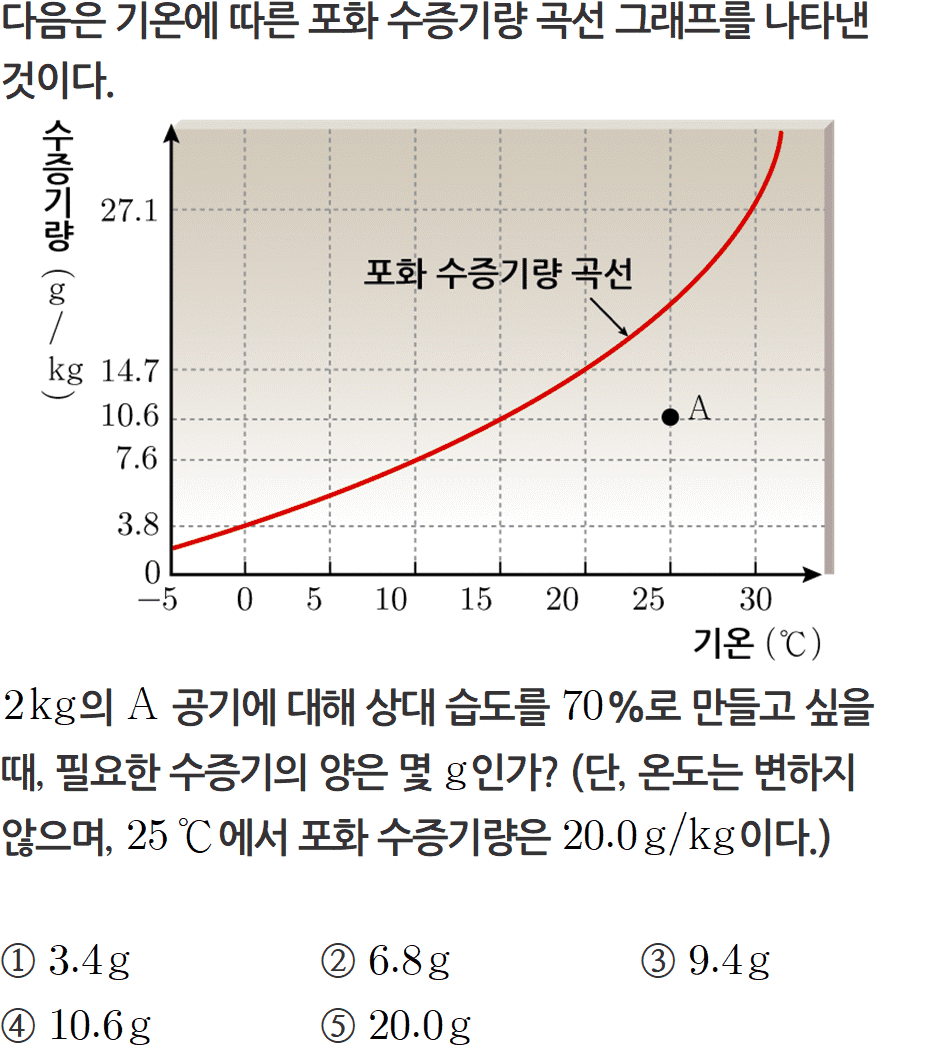 다음은 기온에 따른 포화 수증기량 곡선 그래프를 나타낸
것이다.
수증기량 (g/kg)
27.1
포화 수증기량 곡선
14.7
10.6
A
7.6
3.8
0
−5 0 5 10 15 20 25 30
기온 (℃)
2kg의 A 공기에 대해 상대 습도를 70%로 만들고 싶을
때, 필요한 수증기의 양은 몇 g인가? (단, 온도는 변하지
않으며, 25℃에서 포화 수증기량은 20.0g/kg이다.)
① 3.4g ② 6.8g ③ 9.4g
④ 10.6g ⑤ 20.0g